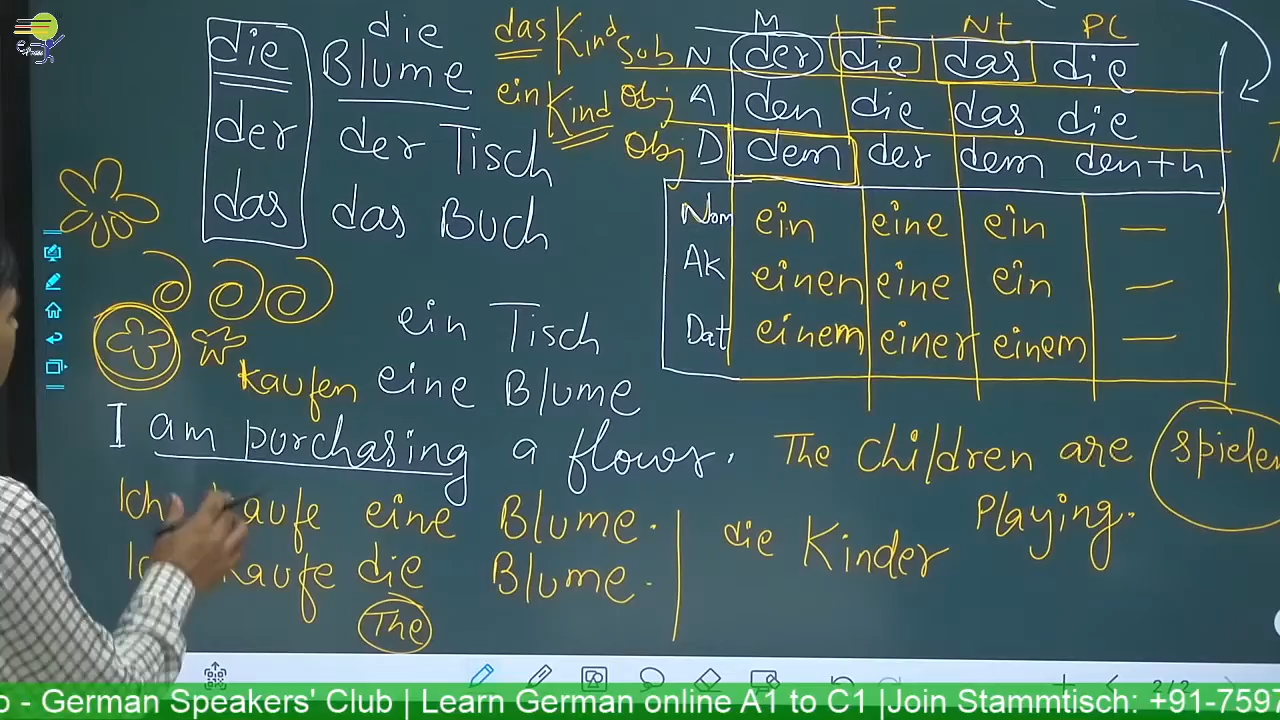 die
der
das
die
Blume
der Tisch
das Buch
das Kind
ein Kind
M F Nt PL
Sub N der die das die
Obj A den die das die
Obj D dem der dem den+n
Nom ein eine ein —
Ak einen eine ein —
Dat einem einer einem —
ein Tisch
eine Blume
kaufen
I am purchasing a flower.
Ich kaufe eine Blume.
kaufe die Blume.
The
The children are
Playing.
spielen
die Kinder
2/2
- German Speakers' Club | Learn German online A1 to C1 |Join Stammtisch: +91-7597